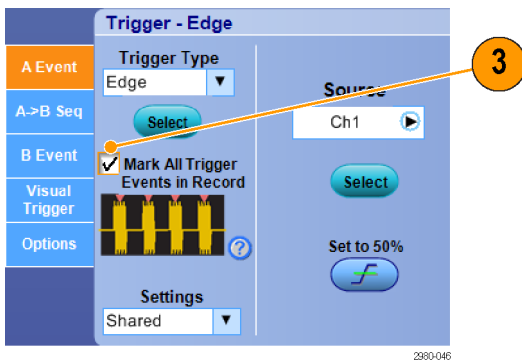 Trigger - Edge
A Event
A->B Seq
B Event
Visual
Trigger
Options
Trigger Type
Edge
Select
Mark All Trigger
Events in Record
?
Settings
Shared
Source
Ch1
Select
Set to 50%
3
2980-046